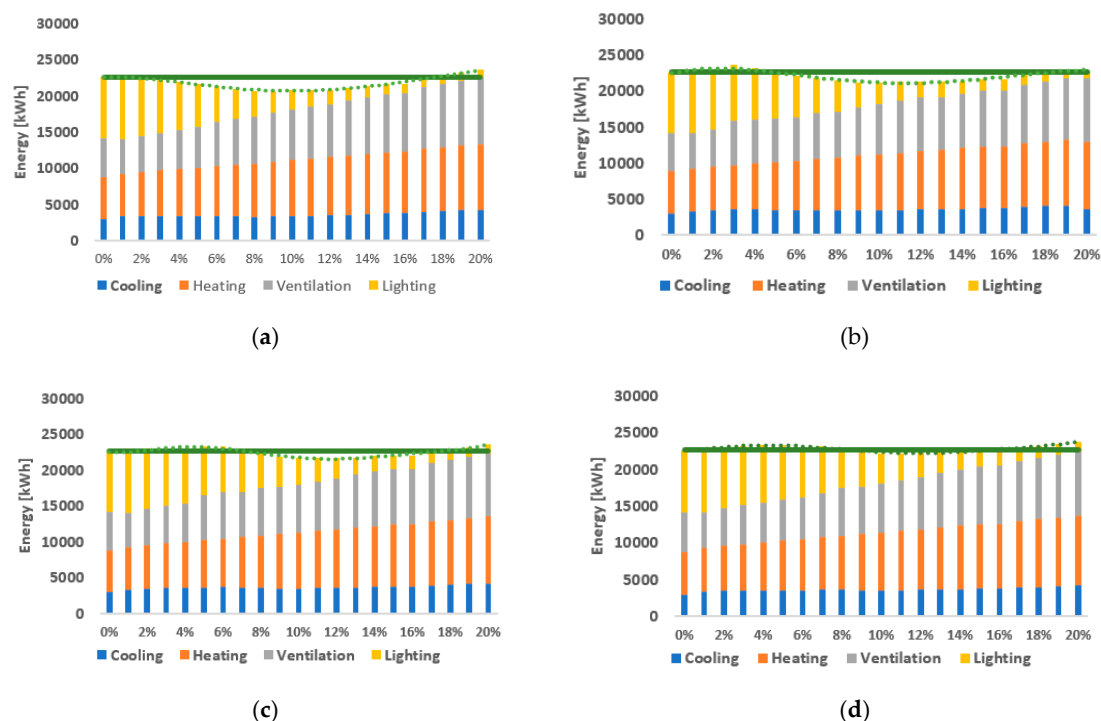 30000
25000
20000
15000
10000
5000
0
Energy [kWh]
0% 2% 4% 6% 8% 10% 12% 14% 16% 18% 20%
Cooling Heating Ventilation Lighting
(a)
30000
25000
20000
15000
10000
5000
0
Energy [kWh]
0% 2% 4% 6% 8% 10% 12% 14% 16% 18% 20%
Cooling Heating Ventilation Lighting
(b)
30000
25000
20000
15000
10000
5000
0
Energy [kWh]
0% 2% 4% 6% 8% 10% 12% 14% 16% 18% 20%
Cooling Heating Ventilation Lighting
(c)
30000
25000
20000
15000
10000
5000
0
Energy [kWh]
0% 2% 4% 6% 8% 10% 12% 14% 16% 18% 20%
Cooling Heating Ventilation Lighting
(d)